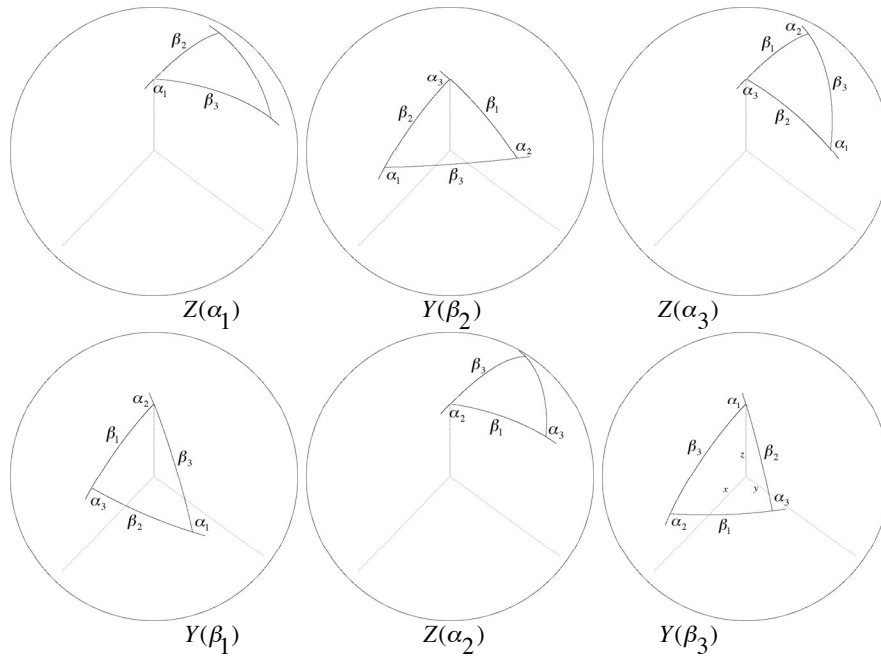 β₂ α₁ β₃
α₃ β₂ β₁ α₁ β₃ α₂
α₂ β₁ α₃ β₃ β₂ α₁
Z(α₁) Y(β₂) Z(α₃)
α₂ β₁ β₃ α₃ β₂ α₁
β₃ α₂ β₁ α₃
α₁ β₃ β₂ z x y α₃ α₂ β₁
Y(β₁) Z(α₂) Y(β₃)